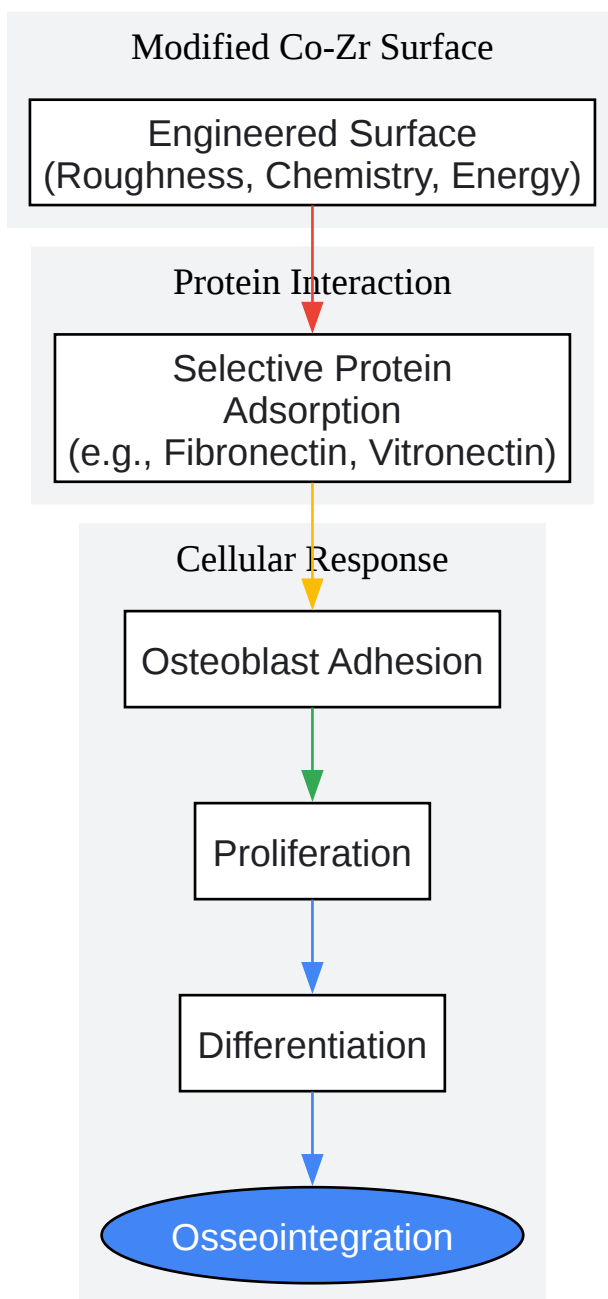 Modified Co-Zr Surface
Engineered Surface
(Roughness, Chemistry, Energy)
Protein Interaction
Selective Protein
Adsorption
(e.g., Fibronectin, Vitronectin)
Cellular Response
Osteoblast Adhesion
Proliferation
Differentiation
Osseointegration